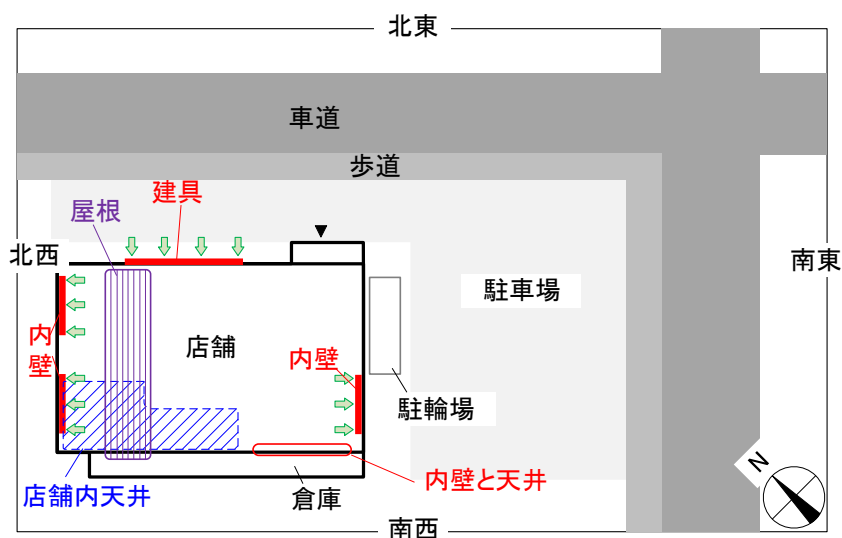 北東
車道
歩道
建具
屋根
▼
北西
南東
駐車場
店舗
内
壁
内壁
駐輪場
N
内壁と天井
店舗内天井
倉庫
南西